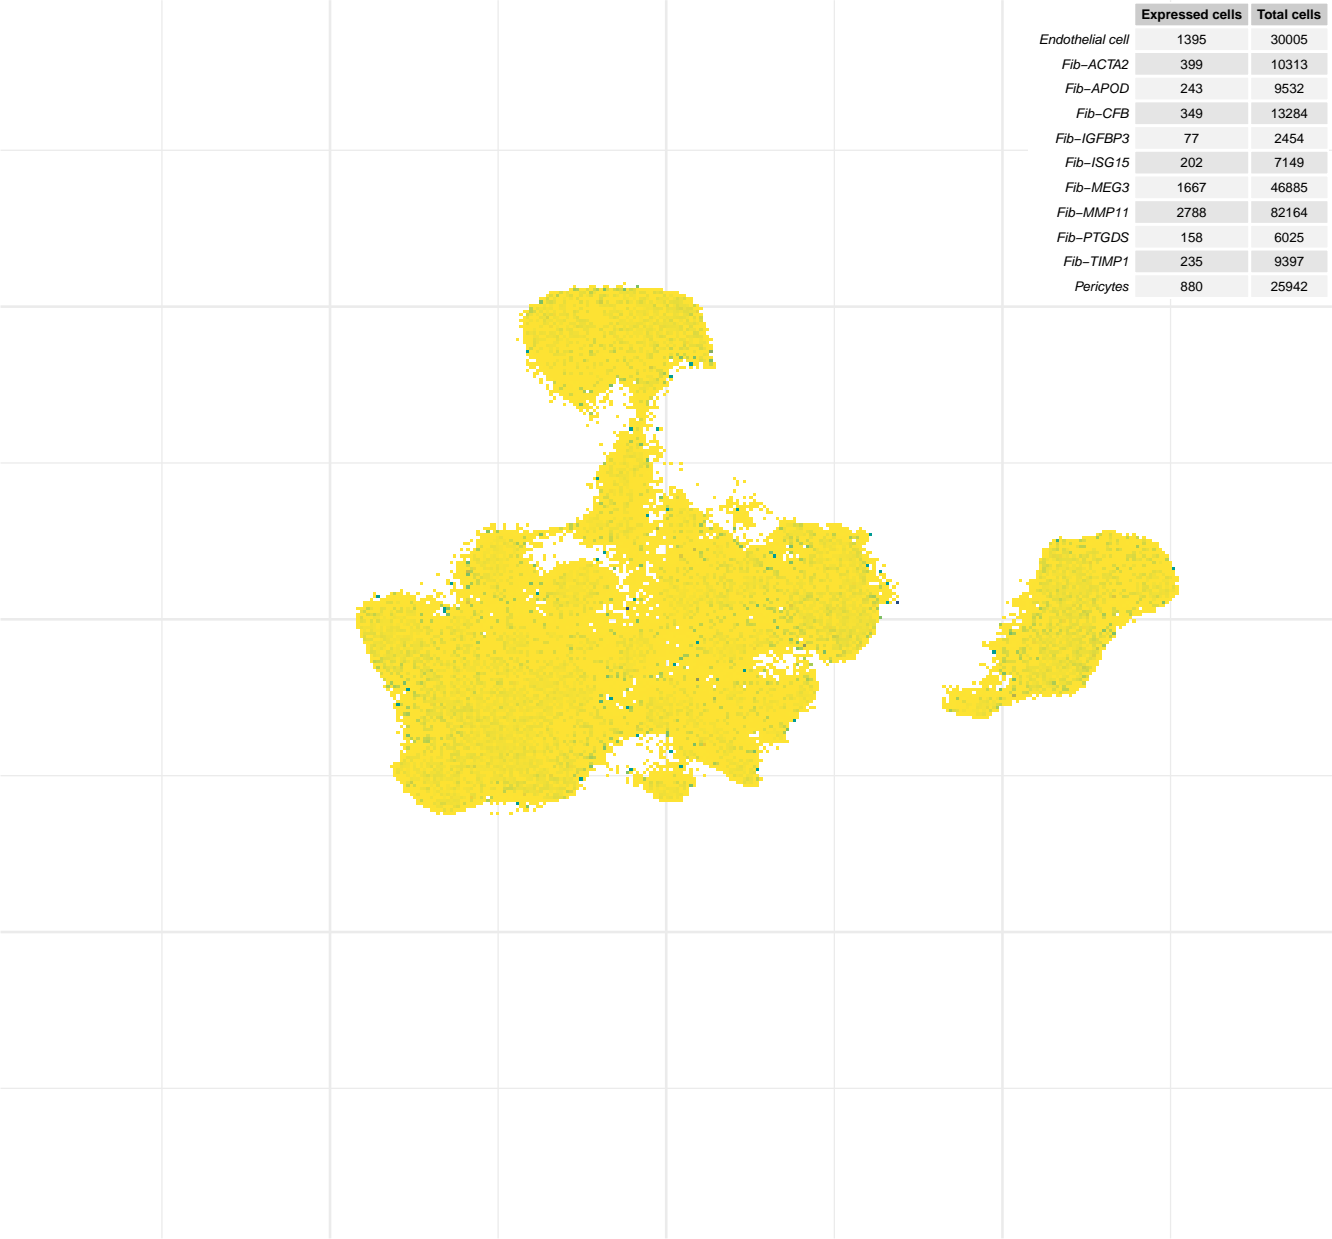 Expressed cells Total cells
Endothelial cell 1395 30005
Fib−ACTA2 399 10313
Fib−APOD 243 9532
Fib−CFB 349 13284
Fib−IGFBP3 77 2454
Fib−ISG15 202 7149
Fib−MEG3 1667 46885
Fib−MMP11 2788 82164
Fib−PTGDS 158 6025
Fib−TIMP1 235 9397
Pericytes 880 25942